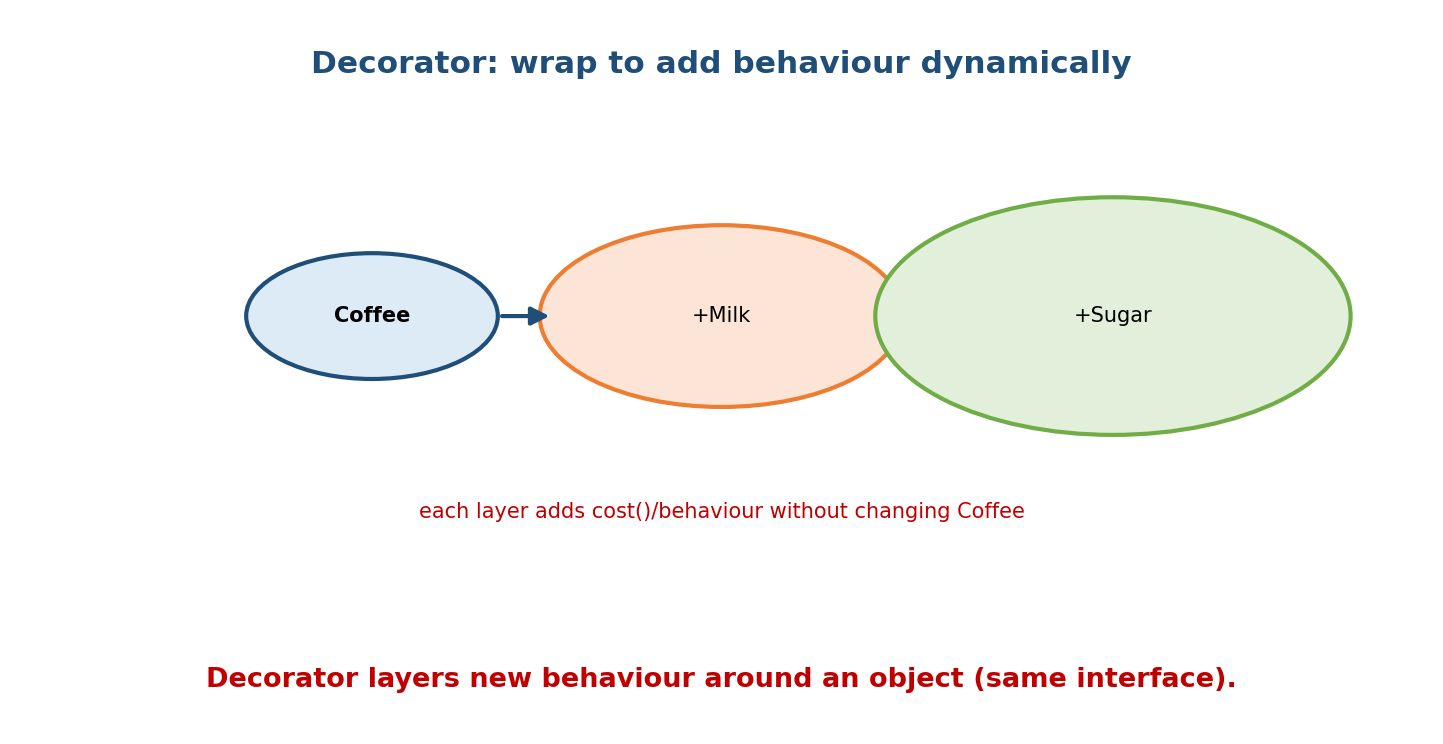 Decorator: wrap to add behaviour dynamically
Coffee
+Milk
+Sugar
each layer adds cost()/behaviour without changing Coffee
Decorator layers new behaviour around an object (same interface).